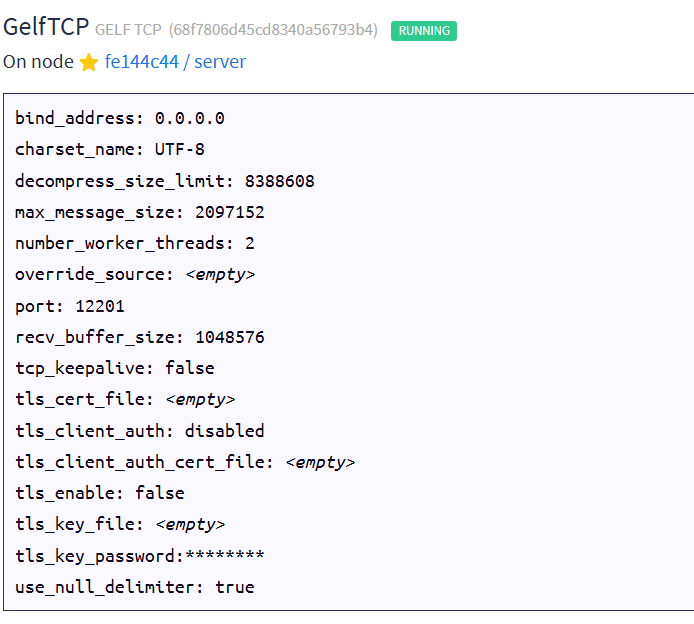 GelfTCP GELF TCP (68f7806d45cd8340a56793b4) RUNNING
On node fe144c44 / server
bind_address: 0.0.0.0
charset_name: UTF-8
decompress_size_limit: 8388608
max_message_size: 2097152
number_worker_threads: 2
override_source: <empty>
port: 12201
recv_buffer_size: 1048576
tcp_keepalive: false
tls_cert_file: <empty>
tls_client_auth: disabled
tls_client_auth_cert_file: <empty>
tls_enable: false
tls_key_file: <empty>
tls_key_password:********
use_null_delimiter: true